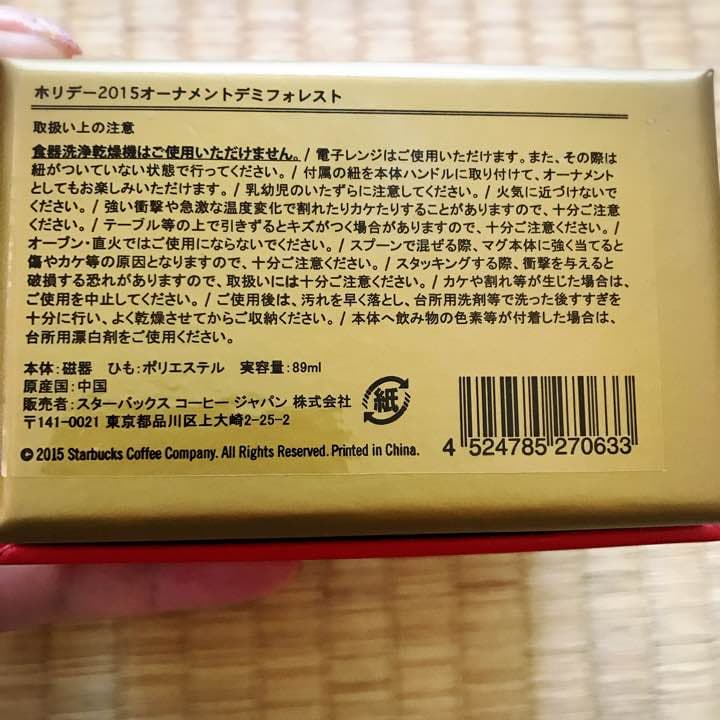 ホリデー2015オーナメントデミフォレスト
取扱い上の注意
食器洗浄乾燥機はご使用いただけません。/ 電子レンジはご使用いただけます。また、その際は
紐がついていない状態で行ってください。/ 付属の紐を本体ハンドルに取り付けて、オーナメント
としてもお楽しみいただけます。/ 乳幼児のいたずらに注意してください。/ 火気に近づけないで
ください。/ 強い衝撃や急激な温度変化で割れたりカケたりすることがありますので、十分ご注意
ください。/ テーブル等の上で引きずるとキズがつく場合がありますので、十分ご注意ください。/
オーブン・直火ではご使用にならないでください。/ スプーンで混ぜる際、マグ本体に強く当てると
傷やカケ等の原因となりますので、十分ご注意ください。/ スタッキングする際、衝撃を与えると
破損する恐れがありますので、取扱いには十分ご注意ください。/ カケや割れ等が生じた場合は、
ご使用を中止してください。/ ご使用後は、汚れを早く落とし、台所用洗剤等で洗った後すすぎを
十分に行い、よく乾燥させてからご収納ください。/ 本体へ飲み物の色素等が付着した場合は、
台所用漂白剤をご使用ください。
本体：磁器 ひも：ポリエステル 実容量：89ml
原産国：中国
販売者：スターバックス コーヒー ジャパン 株式会社
〒141-0021 東京都品川区上大崎2-25-2
紙
© 2015 Starbucks Coffee Company. All Rights Reserved. Printed in China.
4 524785 270633